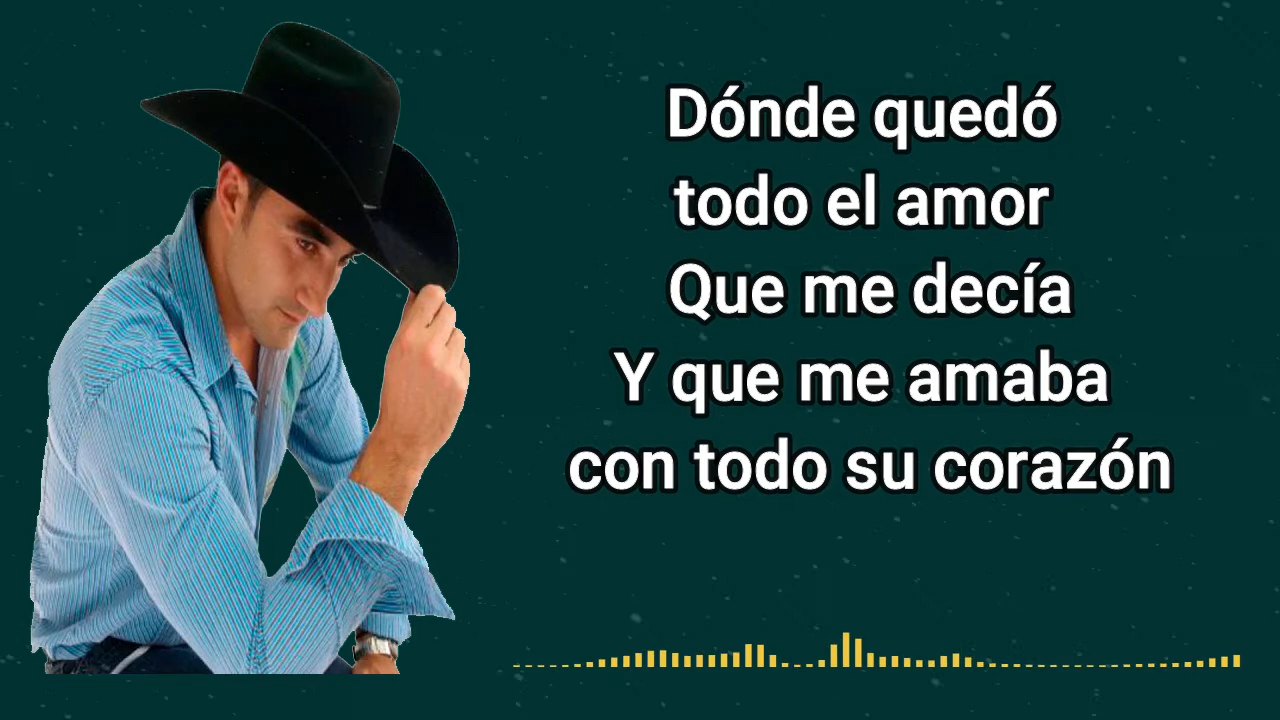 Dónde quedó
todo el amor
Que me decía
Y que me amaba
con todo su corazón